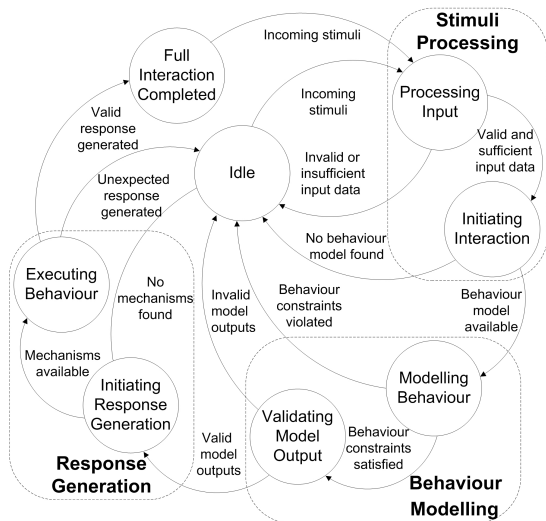 Stimuli
Processing
Full
Interaction
Completed
Incoming stimuli
Processing
Input
Incoming
stimuli
Valid
response
generated
Valid and
sufficient
input data
Idle
Invalid or
insufficient
input data
Unexpected
response
generated
Initiating
Interaction
No behaviour
model found
Executing
Behaviour
No
mechanisms
found
Invalid
model
outputs
Behaviour
constraints
violated
Behaviour
model
available
Mechanisms
available
Modelling
Behaviour
Initiating
Response
Generation
Validating
Model
Output
Behaviour
constraints
satisfied
Valid
model
outputs
Response
Generation
Behaviour
Modelling